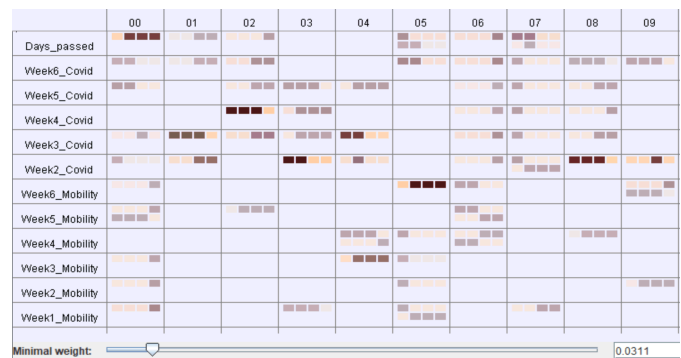 00 01 02 03 04 05 06 07 08 09
Days_passed
Week6_Covid
Week5_Covid
Week4_Covid
Week3_Covid
Week2_Covid
Week6_Mobility
Week5_Mobility
Week4_Mobility
Week3_Mobility
Week2_Mobility
Week1_Mobility
Minimal weight: 0.0311